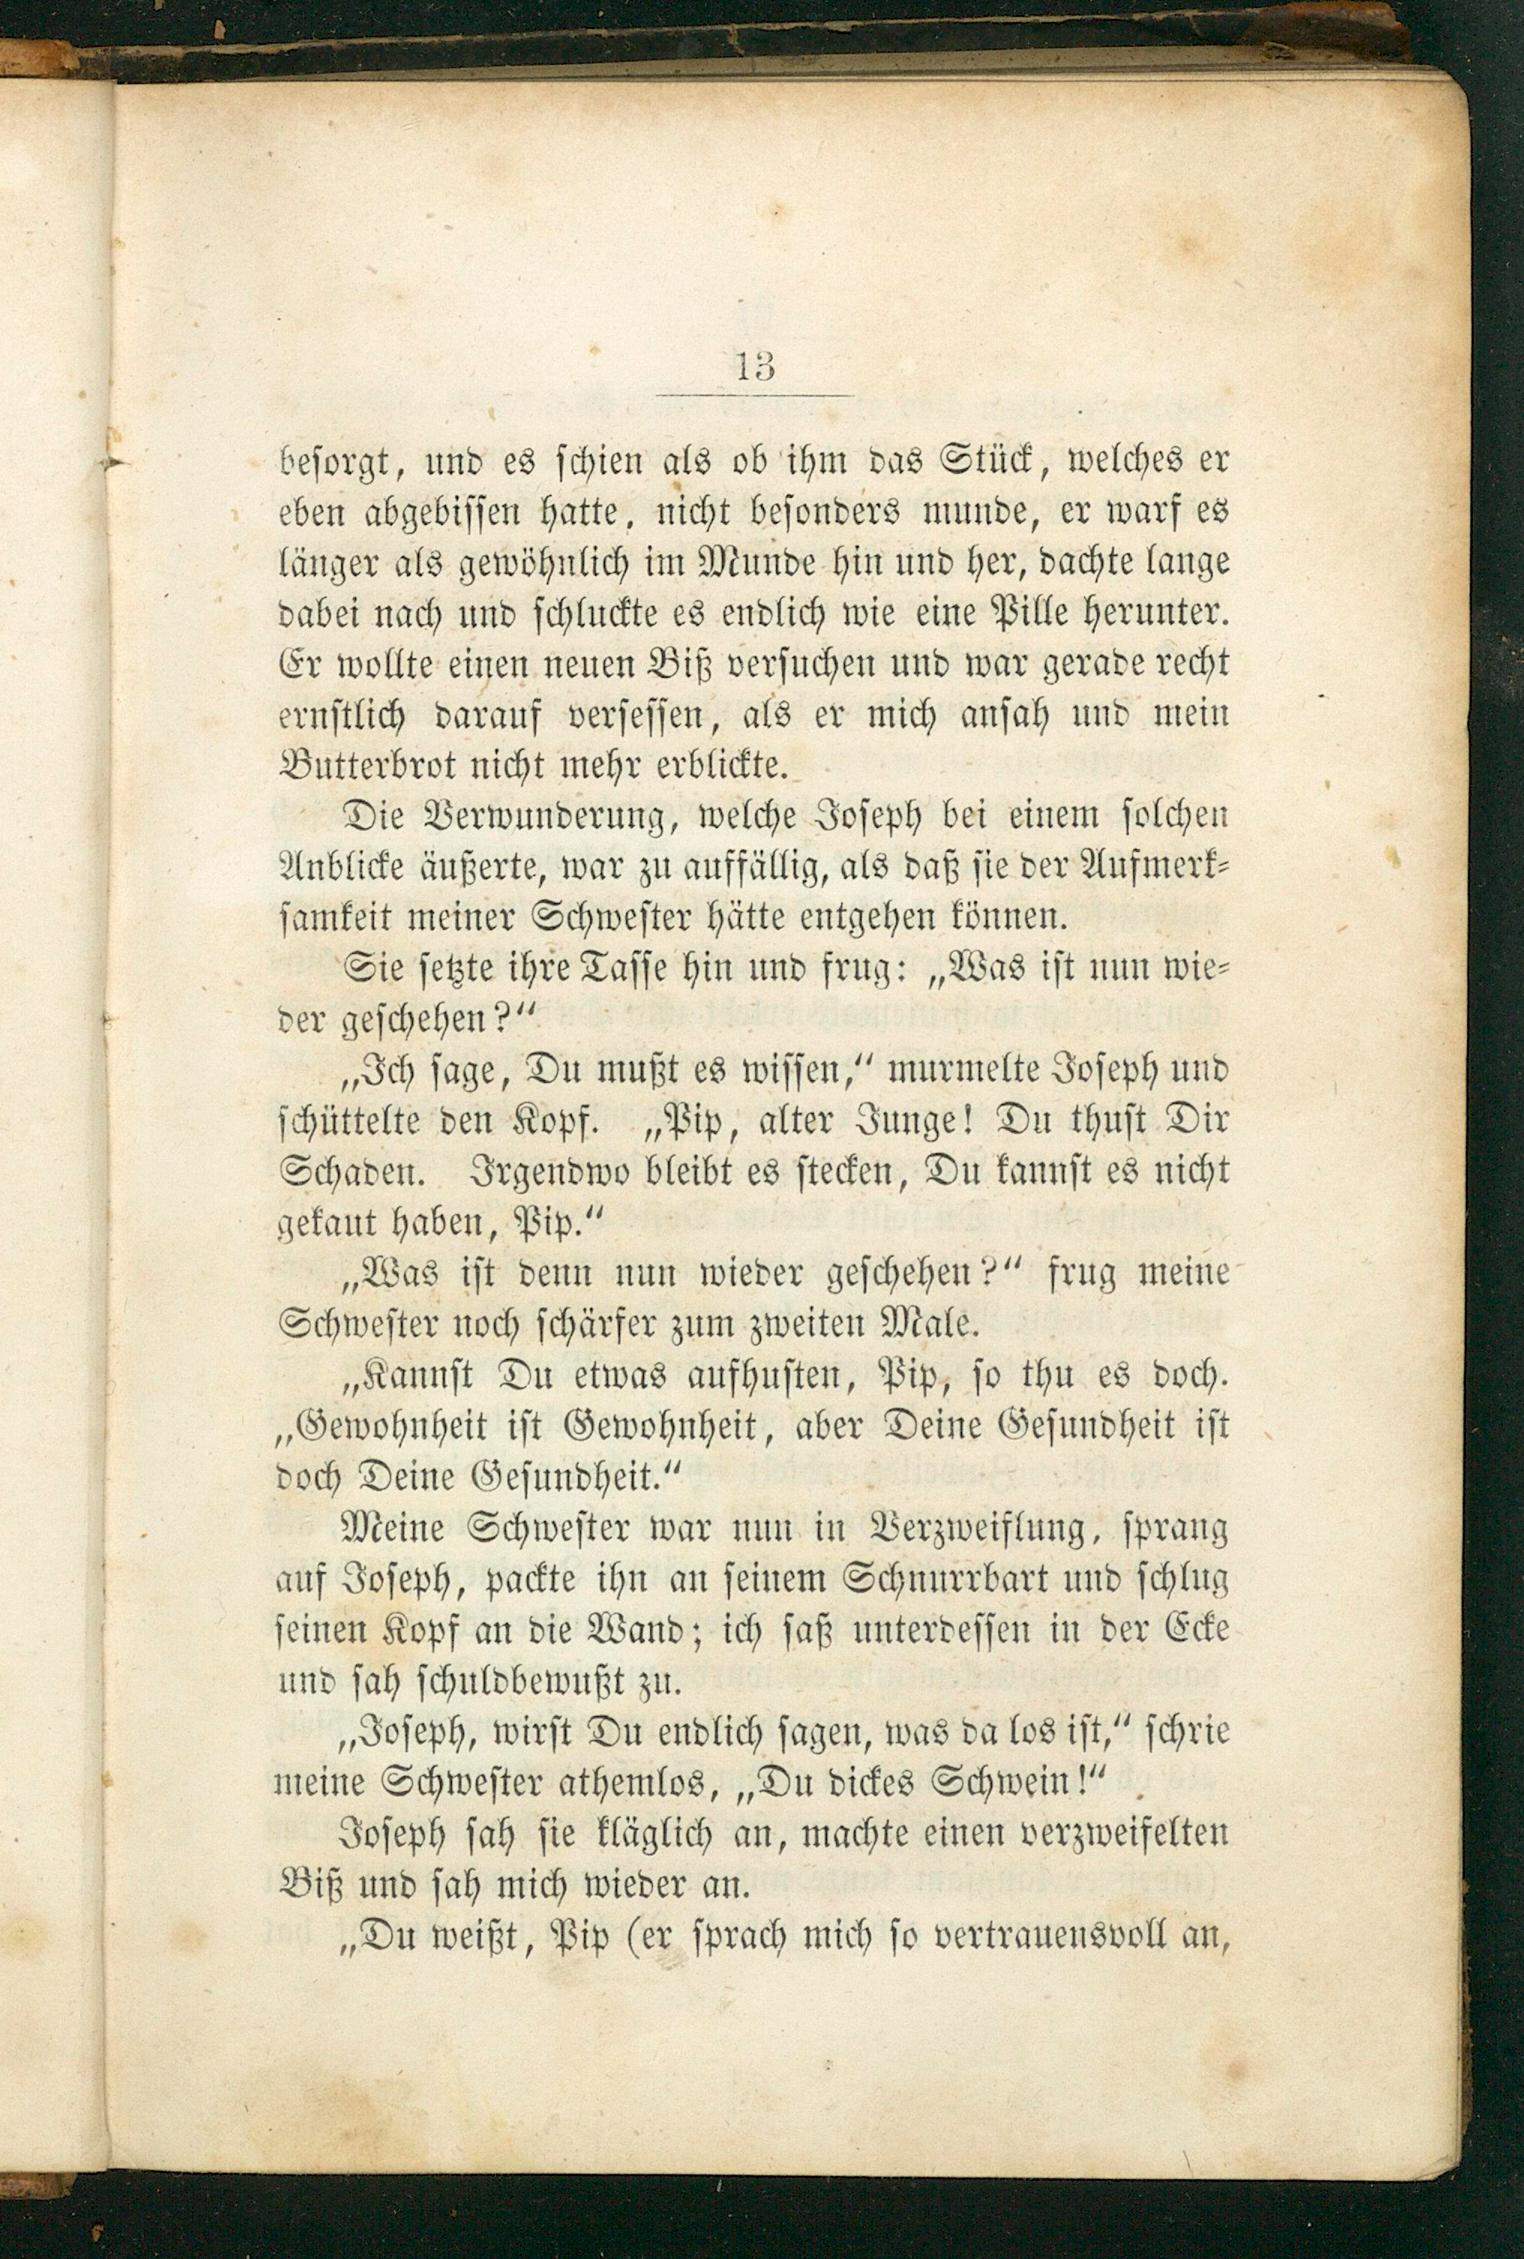 13
besorgt, und es schien als ob ihm das Stück, welches er
eben abgebissen hatte, nicht besonders munde, er warf es
länger als gewöhnlich im Munde hin und her, dachte lange
dabei nach und schluckte es endlich wie eine Pille herunter.
Er wollte einen neuen Biß versuchen und war gerade recht
ernstlich darauf versessen, als er mich ansah und mein
Butterbrot nicht mehr erblickte.
Die Verwunderung, welche Joseph bei einem solchen
Anblicke äußerte, war zu auffällig, als daß sie der Aufmerk-
samkeit meiner Schwester hätte entgehen können.
Sie setzte ihre Tasse hin und frug: „Was ist nun wie-
der geschehen?“
„Ich sage, Du mußt es wissen,“ murmelte Joseph und
schüttelte den Kopf. „Pip, alter Junge! Du thust Dir
Schaden. Irgendwo bleibt es stecken, Du kannst es nicht
gekaut haben, Pip.“
„Was ist denn nun wieder geschehen?“ frug meine
Schwester noch schärfer zum zweiten Male.
„Kannst Du etwas aufhusten, Pip, so thu es doch.
„Gewohnheit ist Gewohnheit, aber Deine Gesundheit ist
doch Deine Gesundheit.“
Meine Schwester war nun in Verzweiflung, sprang
auf Joseph, packte ihn an seinem Schnurrbart und schlug
seinen Kopf an die Wand; ich saß unterdessen in der Ecke
und sah schuldbewußt zu.
„Joseph, wirst Du endlich sagen, was da los ist,“ schrie
meine Schwester athemlos, „Du dickes Schwein!“
Joseph sah sie kläglich an, machte einen verzweifelten
Biß und sah mich wieder an.
„Du weißt, Pip (er sprach mich so vertrauensvoll an,